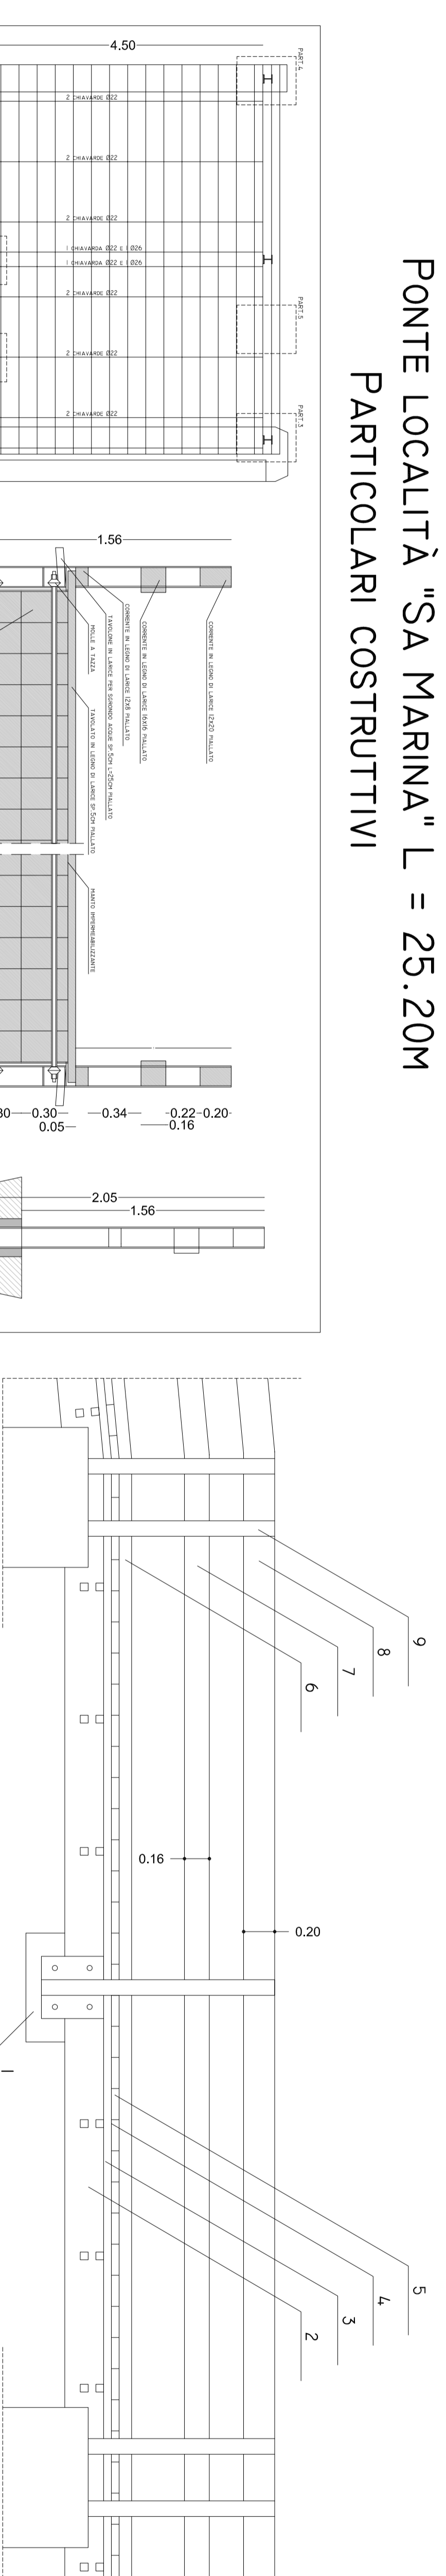 PONTE LOCALITÀ "SA MARINA" L = 25.20M
PARTICOLARI COSTRUTTIVI
4.50
PART. 4
2 CHIAVARDE Ø22
2 CHIAVARDE Ø22
2 CHIAVARDE Ø22
1 CHIAVARDA Ø22 E 1 Ø26
1 CHIAVARDA Ø22 E 1 Ø26
2 CHIAVARDE Ø22
PART. 5
2 CHIAVARDE Ø22
2 CHIAVARDE Ø22
PART. 3
1.56
CORRENTE IN LEGNO DI LARICE 12X20 PIALLATO
CORRENTE IN LEGNO DI LARICE 16X16 PIALLATO
CORRENTE IN LEGNO DI LARICE 12X8 PIALLATO
TAVOLONE IN LARICE PER SGRONDO ACQUE SP.5CM L=25CM PIALLATO
MOLLE A TAZZA
TAVOLATO IN LEGNO DI LARICE SP.5CM PIALLATO
MANTO IMPERMEABILIZZANTE
0.30
0.05
0.34
0.16
0.22
0.20
2.05
1.56
9
8
7
6
0.16
0.20
1
5
4
3
2